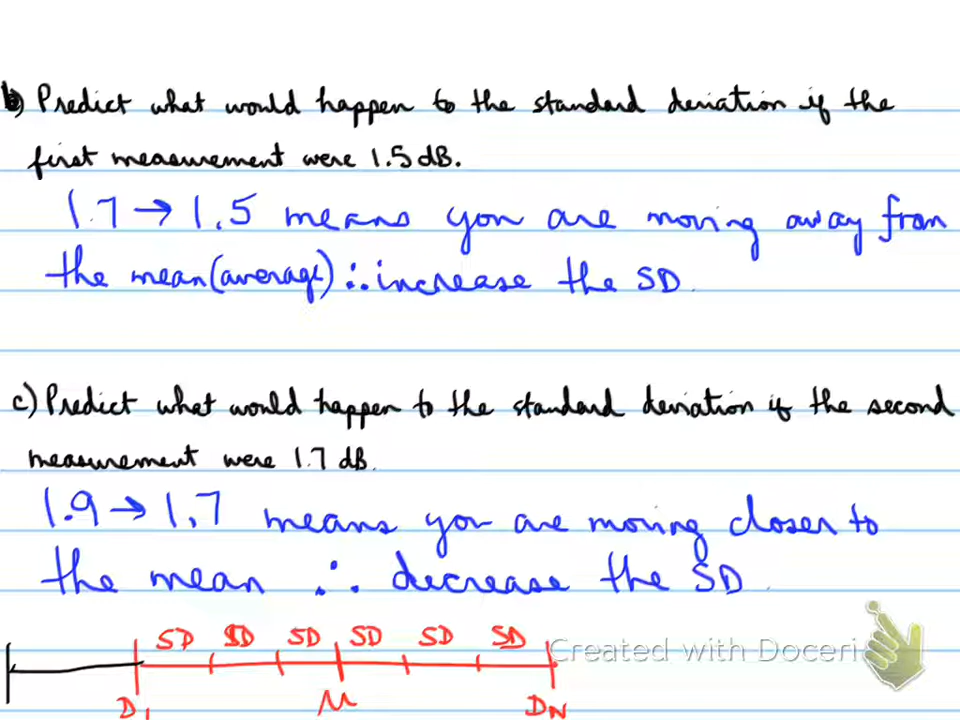 b) Predict what would happen to the standard deviation if the
first measurement were 1.5 dB.
1.7 → 1.5 means you are moving away from
the mean (average) ∴ increase the SD.
c) Predict what would happen to the standard deviation if the second
measurement were 1.7 dB.
1.9 → 1.7 means you are moving closer to
the mean ∴ decrease the SD.
SD SD SD SD SD SD
Created with Doceri
D1 μ DN